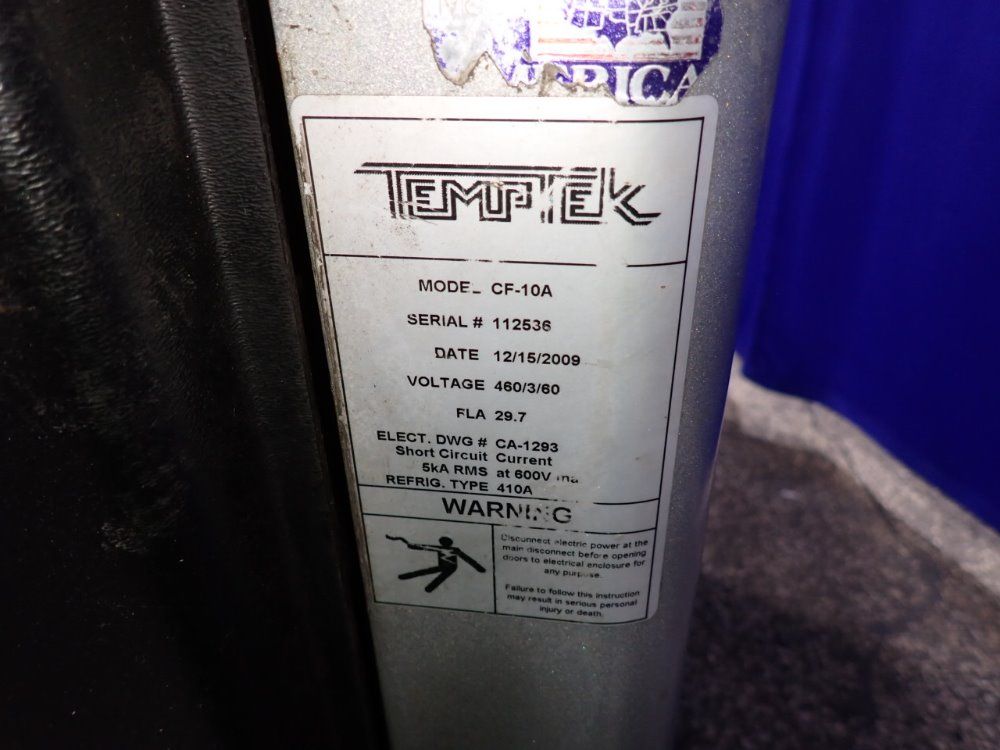 TEMPTEK
MODEL CF-10A
SERIAL # 112536
DATE 12/15/2009
VOLTAGE 460/3/60
FLA 29.7
ELECT. DWG # CA-1293
Short Circuit Current
5kA RMS at 600V
REFRIG. TYPE 410A
WARNING
Disconnect electric power at the
main disconnect before opening
doors to electrical enclosure for
any purpose.
Failure to follow this instruction
may result in serious personal
injury or death.